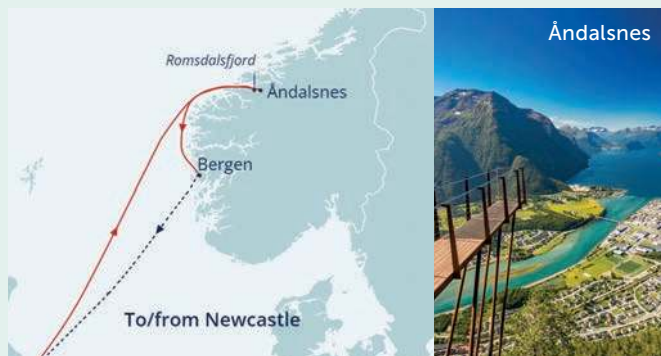 Romsdalsfjord
Åndalsnes
Bergen
To/from Newcastle
Åndalsnes